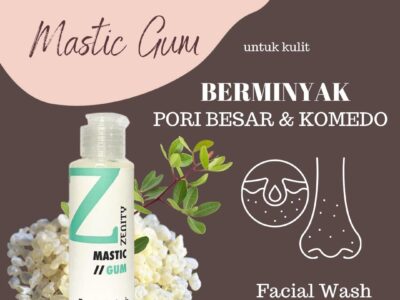 Mastic Gum
untuk kulit
BERMINYAK
PORI BESAR & KOMEDO
Z
ZENITY
MASTIC
// GUM
Facial Wash